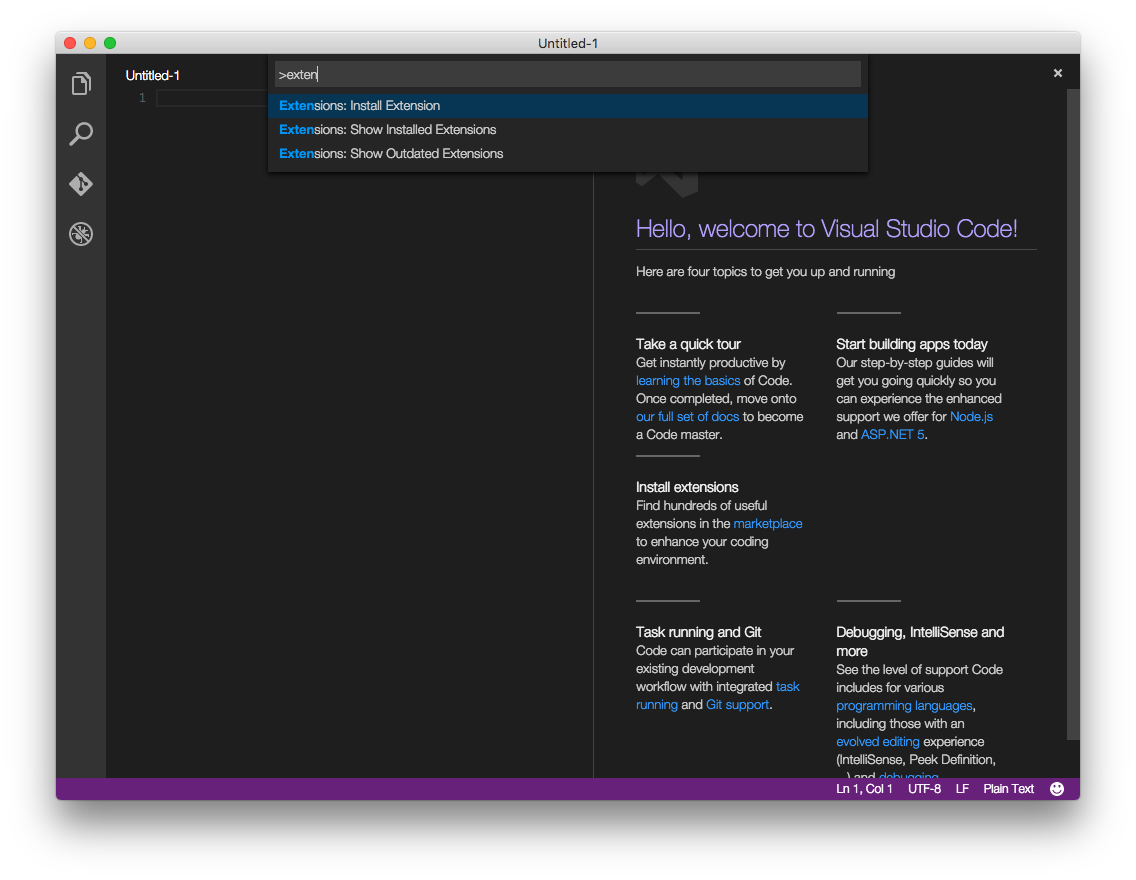 Untitled-1
Untitled-1
1
>exten
Extensions: Install Extension
Extensions: Show Installed Extensions
Extensions: Show Outdated Extensions
Hello, welcome to Visual Studio Code!
Here are four topics to get you up and running
Take a quick tour
Get instantly productive by
learning the basics of Code.
Once completed, move onto
our full set of docs to become
a Code master.
Start building apps today
Our step-by-step guides will
get you going quickly so you
can experience the enhanced
support we offer for Node.js
and ASP.NET 5.
Install extensions
Find hundreds of useful
extensions in the marketplace
to enhance your coding
environment.
Task running and Git
Code can participate in your
existing development
workflow with integrated task
running and Git support.
Debugging, IntelliSense and
more
See the level of support Code
includes for various
programming languages,
including those with an
evolved editing experience
(IntelliSense, Peek Definition,
...) and debugging
Ln 1, Col 1 UTF-8 LF Plain Text